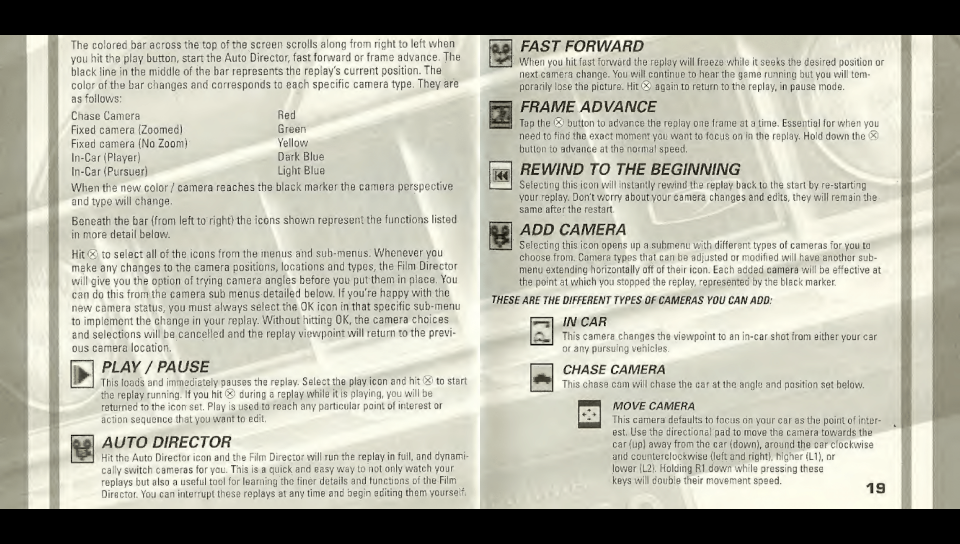 The colored bar across the top of the screen scrolls along from right to left when
you hit the play button, start the Auto Director, fast forward or frame advance. The
black line in the middle of the bar represents the replay's current position. The
color of the bar changes and corresponds to each specific camera type. They are
as follows:
Chase Camera Red
Fixed camera (Zoomed) Green
Fixed camera (No Zoom) Yellow
In-Car (Player) Dark Blue
In-Car (Pursuer) Light Blue
When the new color / camera reaches the black marker the camera perspective
and type will change.
Beneath the bar (from left to right) the icons shown represent the functions listed
in more detail below.
Hit ⊗ to select all of the icons from the menus and sub-menus. Whenever you
make any changes to the camera positions, locations and types, the Film Director
will give you the option of trying camera angles before you put them in place. You
can do this from the camera sub menus detailed below. If you're happy with the
new camera status, you must always select the OK icon in that specific sub-menu
to implement the change in your replay. Without hitting OK, the camera choices
and selections will be cancelled and the replay viewpoint will return to the previ-
ous camera location.
PLAY / PAUSE
This loads and immediately pauses the replay. Select the play icon and hit ⊗ to start
the replay running. If you hit ⊗ during a replay while it is playing, you will be
returned to the icon set. Play is used to reach any particular point of interest or
action sequence that you want to edit.
AUTO DIRECTOR
Hit the Auto Director icon and the Film Director will run the replay in full, and dynami-
cally switch cameras for you. This is a quick and easy way to not only watch your
replays but also a useful tool for learning the finer details and functions of the Film
Director. You can interrupt these replays at any time and begin editing them yourself.
FAST FORWARD
When you hit fast forward the replay will freeze while it seeks the desired position or
next camera change. You will continue to hear the game running but you will tem-
porarily lose the picture. Hit ⊗ again to return to the replay, in pause mode.
FRAME ADVANCE
Tap the ⊗ button to advance the replay one frame at a time. Essential for when you
need to find the exact moment you want to focus on in the replay. Hold down the ⊗
button to advance at the normal speed.
REWIND TO THE BEGINNING
Selecting this icon will instantly rewind the replay back to the start by re-starting
your replay. Don't worry about your camera changes and edits, they will remain the
same after the restart.
ADD CAMERA
Selecting this icon opens up a submenu with different types of cameras for you to
choose from. Camera types that can be adjusted or modified will have another sub-
menu extending horizontally off of their icon. Each added camera will be effective at
the point at which you stopped the replay, represented by the black marker.
THESE ARE THE DIFFERENT TYPES OF CAMERAS YOU CAN ADD:
IN CAR
This camera changes the viewpoint to an in-car shot from either your car
or any pursuing vehicles.
CHASE CAMERA
This chase cam will chase the car at the angle and position set below.
MOVE CAMERA
This camera defaults to focus on your car as the point of inter-
est. Use the directional pad to move the camera towards the
car (up) away from the car (down), around the car clockwise
and counterclockwise (left and right), higher (L1), or
lower (L2). Holding R1 down while pressing these
keys will double their movement speed.
19